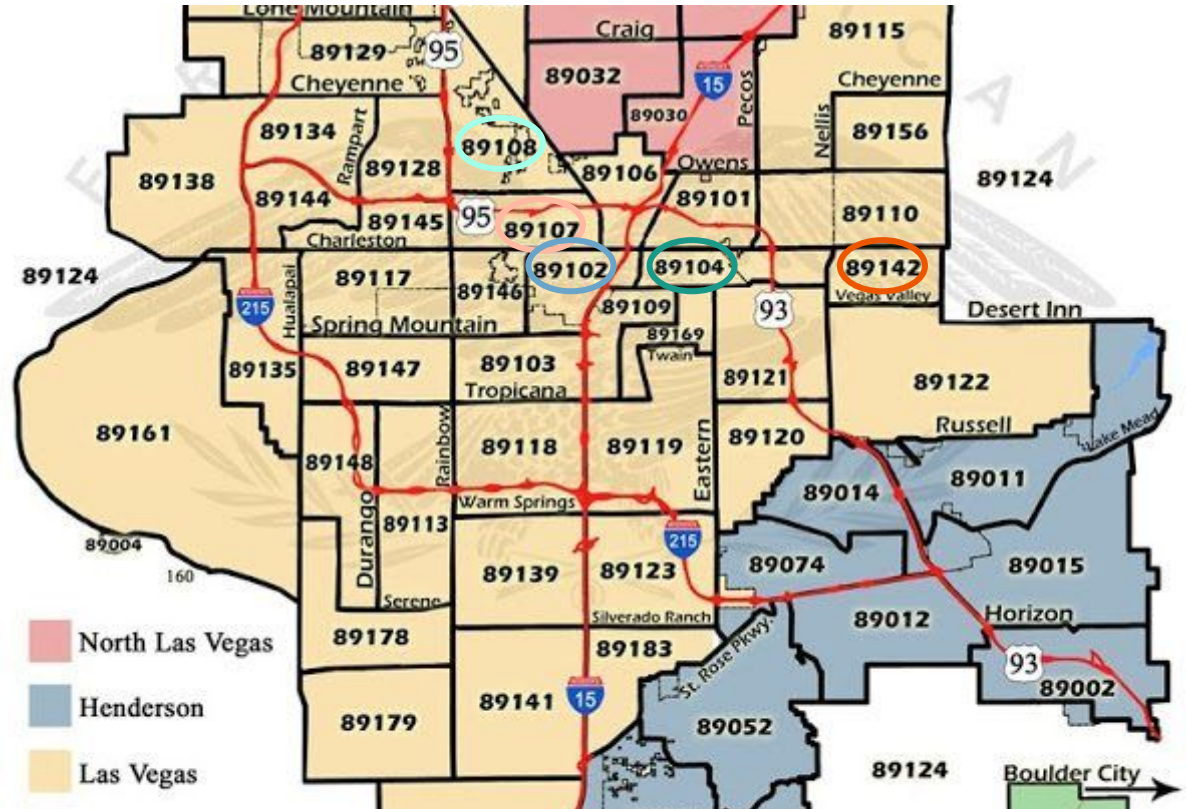 Lone Mountain
95
89129
Cheyenne
Craig
89115
89032
15
Pecos
Cheyenne
89030
Nellis
89156
89134
Rampart
89108
89128
Owens
89106
89138
89124
89144
89101
89110
89145
95
89107
Charleston
89124
89117
89146
89102
89104
89142
Vegas Valley
Hualapai
215
89109
93
Desert Inn
Spring Mountain
89169
Twain
89135
89147
89103
89121
89122
Tropicana
89161
Rainbow
89118
89119
Eastern
89120
Russell
Lake Mead
89148
89014
89011
Durango
Warm Springs
89113
89004
160
215
89139
89123
89074
89015
Serene
Silverado Ranch
89012
Horizon
North Las Vegas
89178
89183
St. Rose Pkwy.
93
89002
Henderson
89179
89141
15
89052
Las Vegas
89124
Boulder City